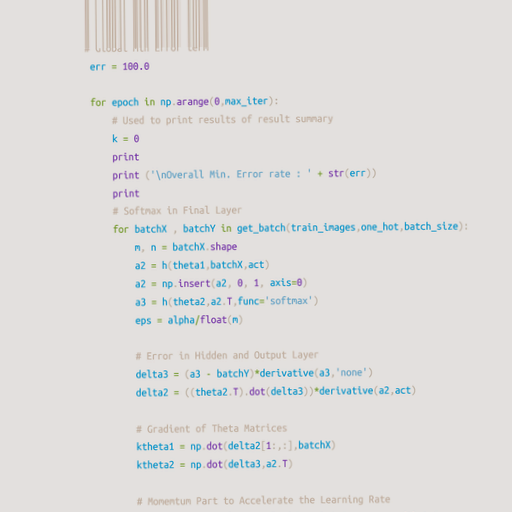 # Global Min Error term
err = 100.0
for epoch in np.arange(0,max_iter):
# Used to print results of result summary
k = 0
print
print ('\nOverall Min. Error rate : ' + str(err))
print
# Softmax in Final Layer
for batchX , batchY in get_batch(train_images,one_hot,batch_size):
m, n = batchX.shape
a2 = h(theta1,batchX,act)
a2 = np.insert(a2, 0, 1, axis=0)
a3 = h(theta2,a2.T,func='softmax')
eps = alpha/float(m)
# Error in Hidden and Output Layer
delta3 = (a3 - batchY)*derivative(a3,'none')
delta2 = ((theta2.T).dot(delta3))*derivative(a2,act)
# Gradient of Theta Matrices
ktheta1 = np.dot(delta2[1:,:],batchX)
ktheta2 = np.dot(delta3,a2.T)
# Momemtum Part to Accelerate the Learning Rate